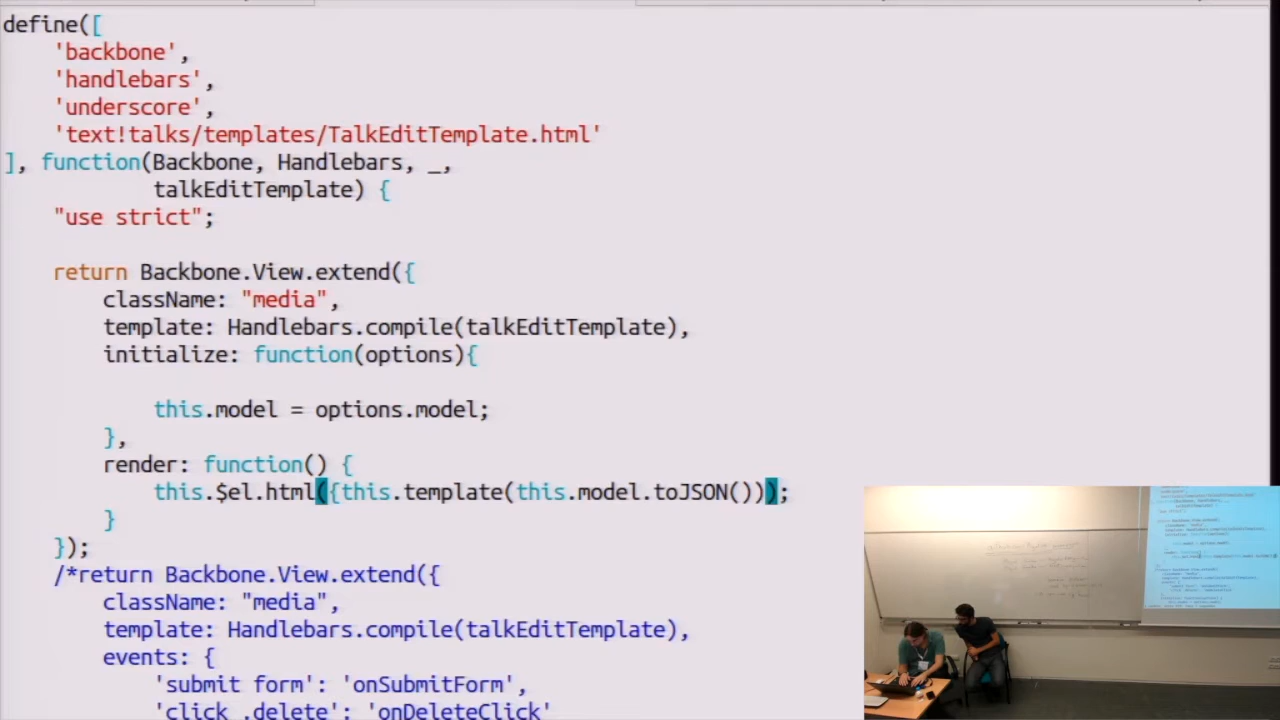 define([
    'backbone',
    'handlebars',
    'underscore',
    'text!talks/templates/TalkEditTemplate.html'
], function(Backbone, Handlebars, _,
            talkEditTemplate) {
    "use strict";
    return Backbone.View.extend({
        className: "media",
        template: Handlebars.compile(talkEditTemplate),
        initialize: function(options){
            this.model = options.model;
        },
        render: function() {
            this.$el.html({this.template(this.model.toJSON()));
        }
    });
    /*return Backbone.View.extend({
        className: "media",
        template: Handlebars.compile(talkEditTemplate),
        events: {
            'submit form': 'onSubmitForm',
            'click .delete': 'onDeleteClick'